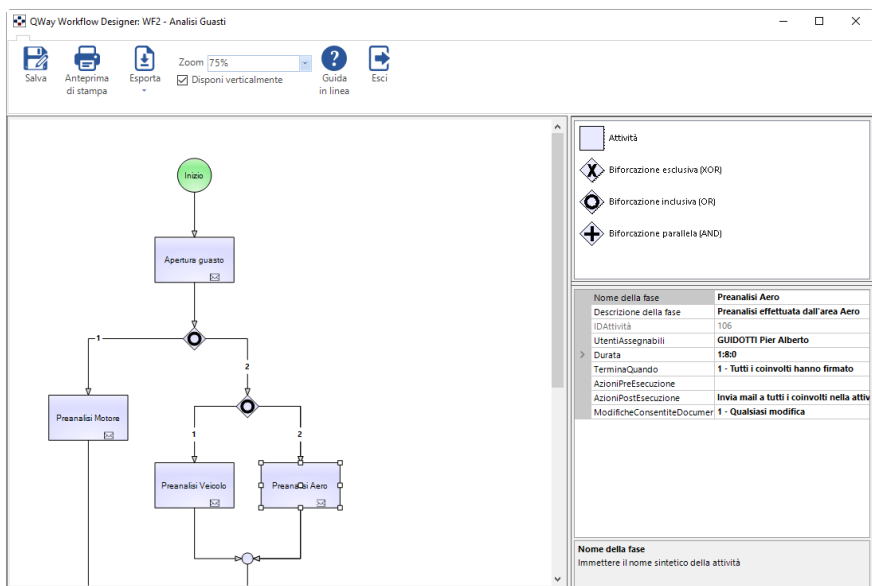 QWay Workflow Designer: WF2 - Analisi Guasti
Salva
Anteprima
di stampa
Esporta
Zoom 75%
Disponi verticalmente
Guida
in linea
Esci
Inizio
Apertura guasto
1
2
Preanalisi Motore
1
2
Preanalisi Veicolo
Preanalisi Aero
Attività
Biforcazione esclusiva (XOR)
Biforcazione inclusiva (OR)
Biforcazione parallela (AND)
Nome della fase Preanalisi Aero
Descrizione della fase Preanalisi effettuata dall'area Aero
IDAttività 106
UtentiAssegnabili GUIDOTTI Pier Alberto
Durata 1:8:0
TerminaQuando 1 - Tutti i coinvolti hanno firmato
AzioniPreEsecuzione
AzioniPostEsecuzione Invia mail a tutti i coinvolti nella attiv
ModificheConsentiteDocumer 1 - Qualsiasi modifica
Nome della fase
Immettere il nome sintetico della attività